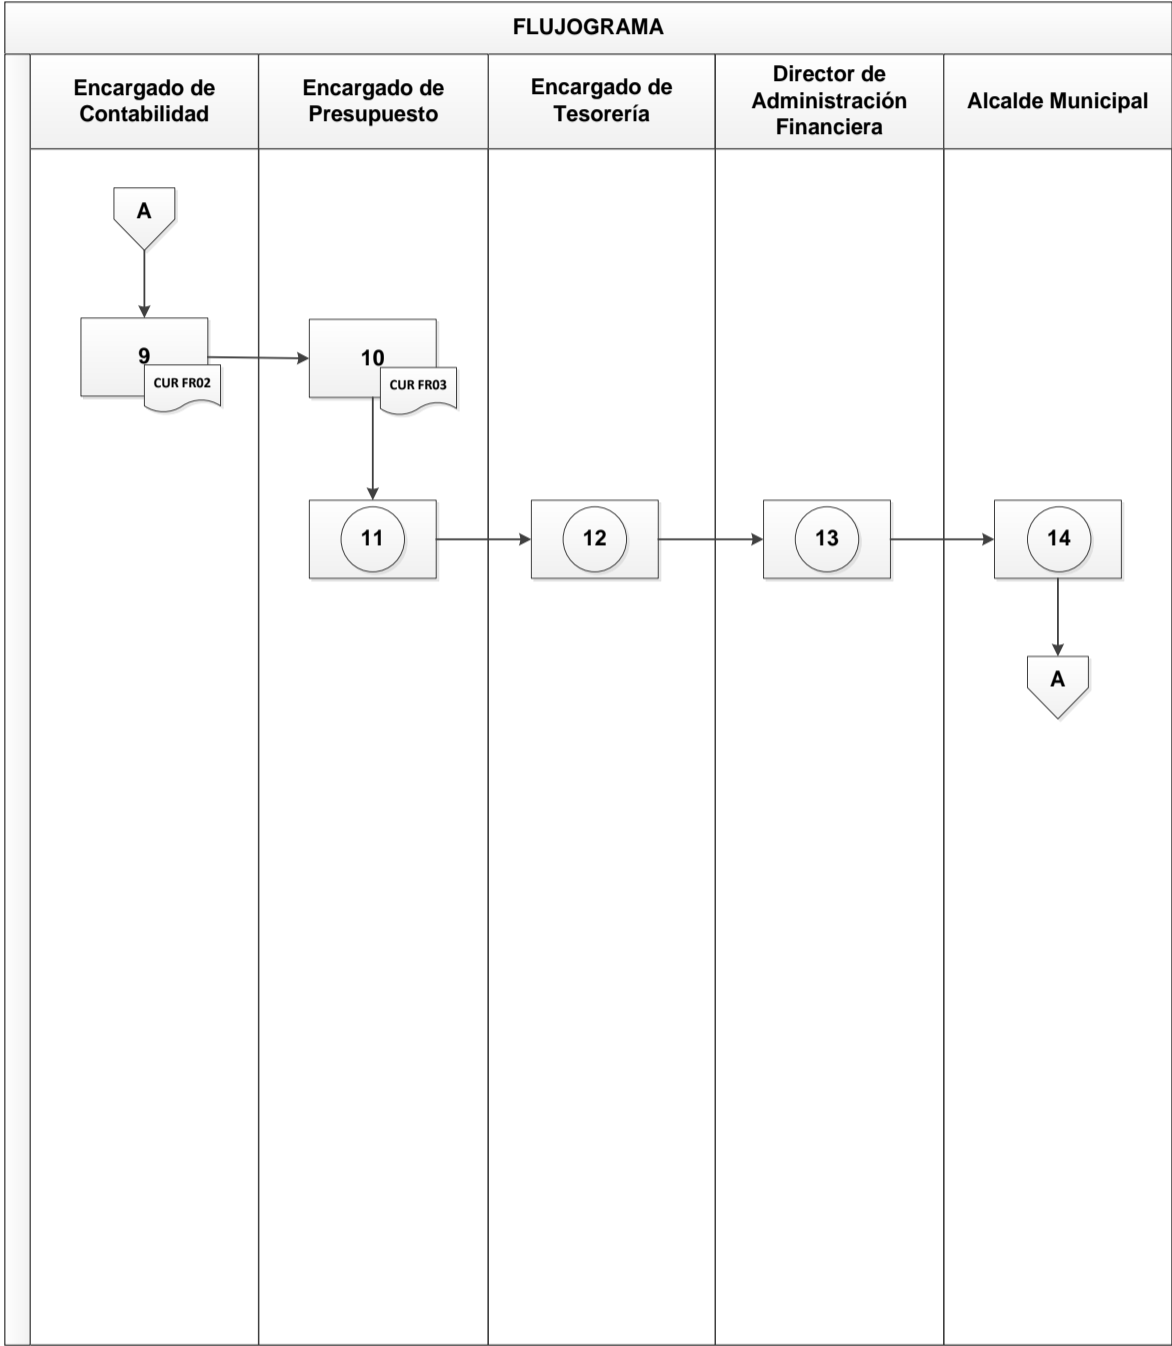 FLUJOGRAMA
Encargado de
Contabilidad
Encargado de
Presupuesto
Encargado de
Tesorería
Director de
Administración
Financiera
Alcalde Municipal
A
9
CUR FR02
10
CUR FR03
11
12
13
14
A